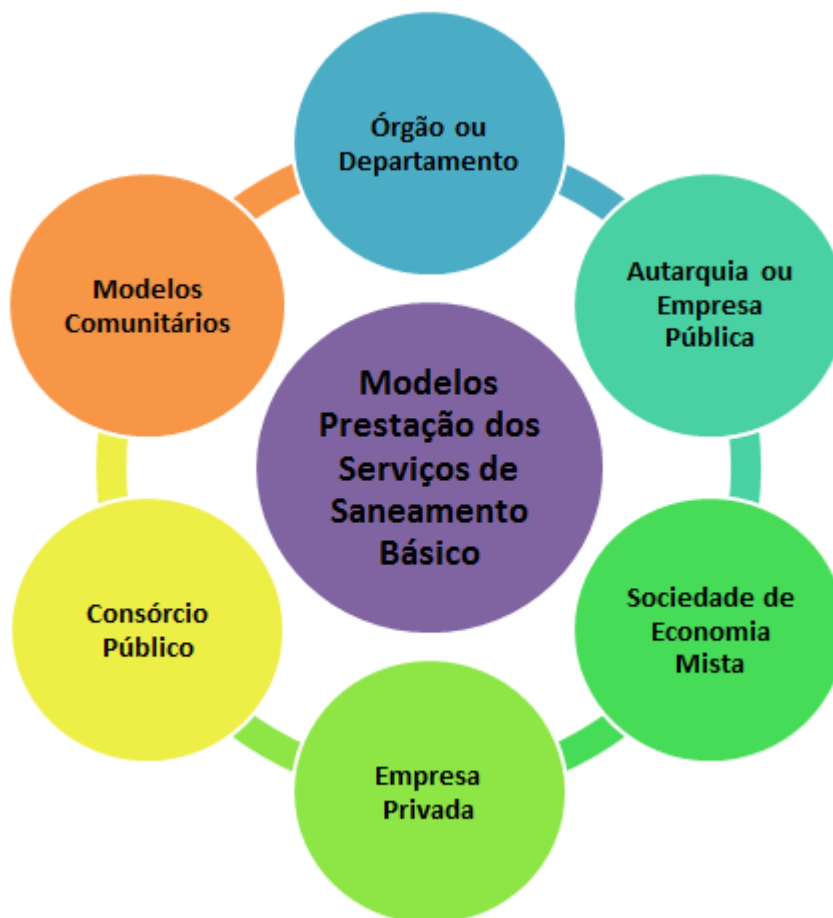 Órgão ou
Departamento
Autarquia ou
Empresa
Pública
Sociedade de
Economia
Mista
Empresa
Privada
Consórcio
Público
Modelos
Comunitários
Modelos
Prestação dos
Serviços de
Saneamento
Básico